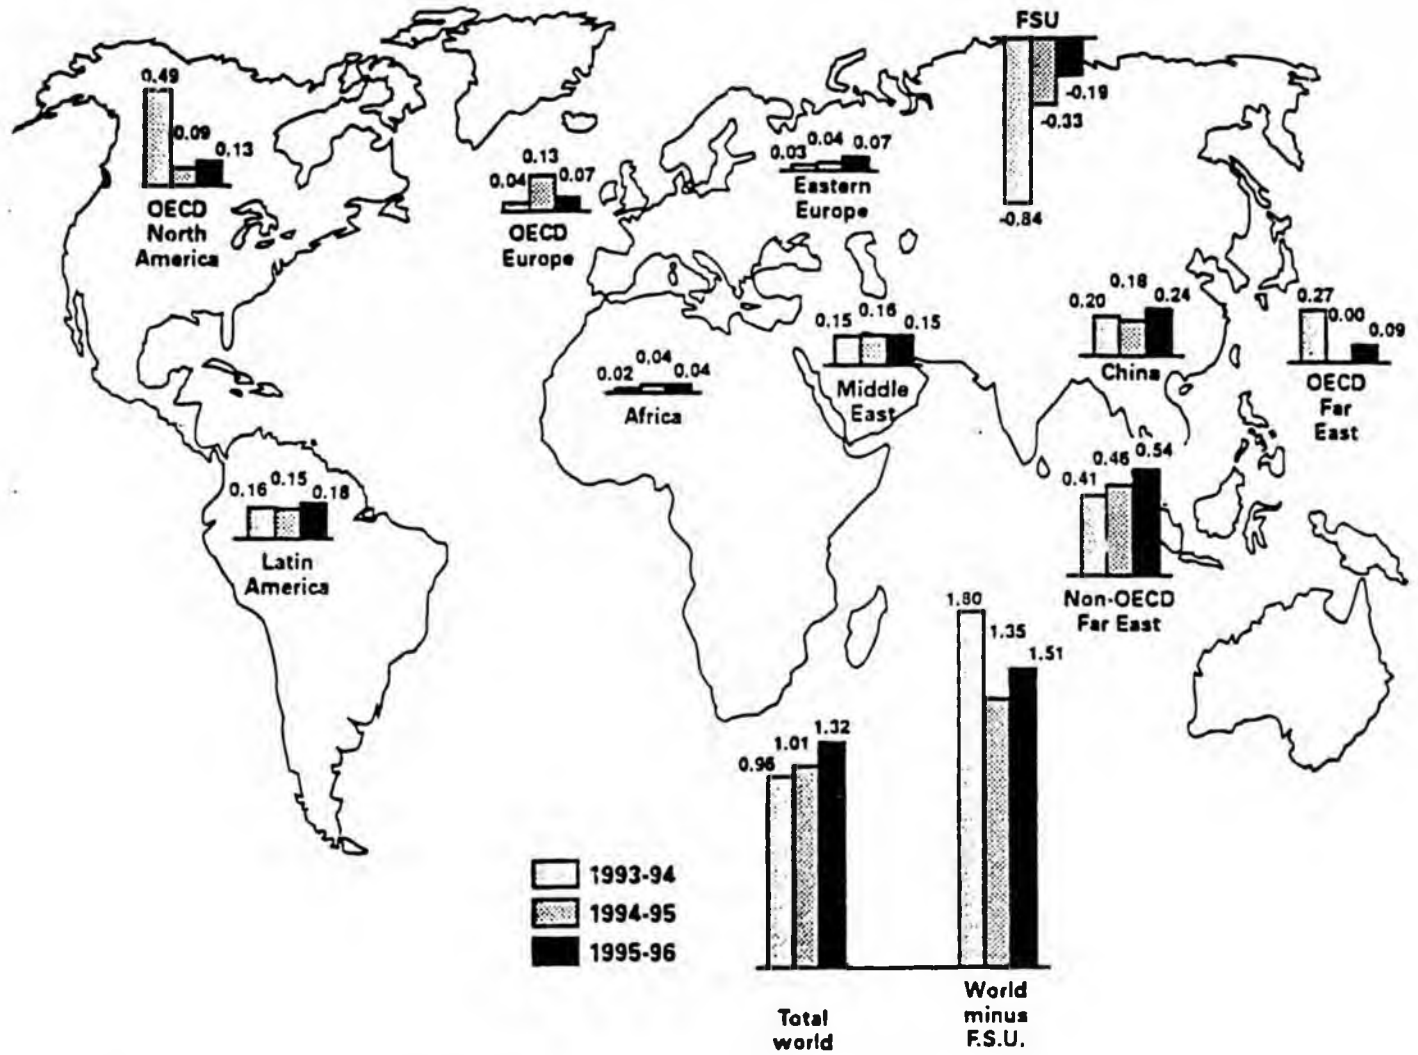 FSU
-0.19
-0.33
-0.84
0.49
0.09
0.13
OECD
North
America
0.04
0.13
0.07
OECD
Europe
0.03
0.04
0.07
Eastern
Europe
0.20
0.18
0.24
China
0.27
0.00
0.09
OECD
Far
East
0.15
0.16
0.15
Middle
East
0.02
0.04
0.04
Africa
0.16
0.15
0.18
Latin
America
0.41
0.46
0.54
Non-OECD
Far East
0.96
1.01
1.32
Total
world
1.80
1.35
1.51
World
minus
F.S.U.
1993-94
1994-95
1995-96